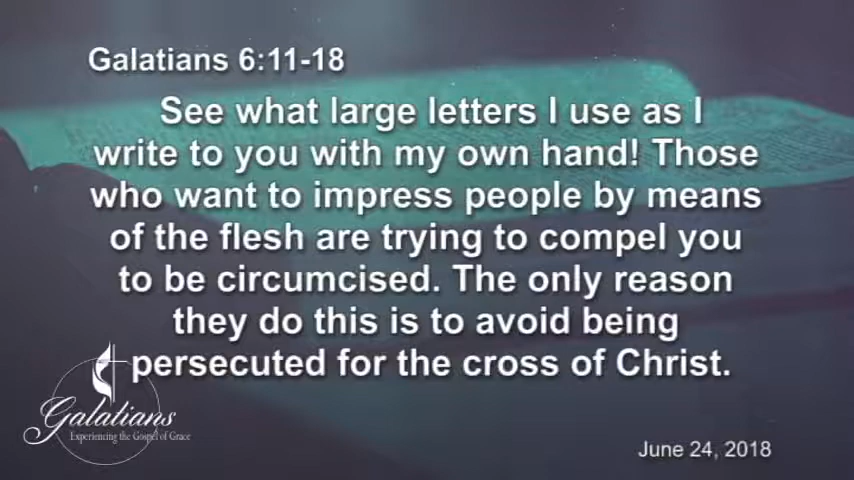 Galatians 6:11-18
See what large letters I use as I
write to you with my own hand! Those
who want to impress people by means
of the flesh are trying to compel you
to be circumcised. The only reason
they do this is to avoid being
persecuted for the cross of Christ.
Galatians
Experiencing the Gospel of Grace
June 24, 2018